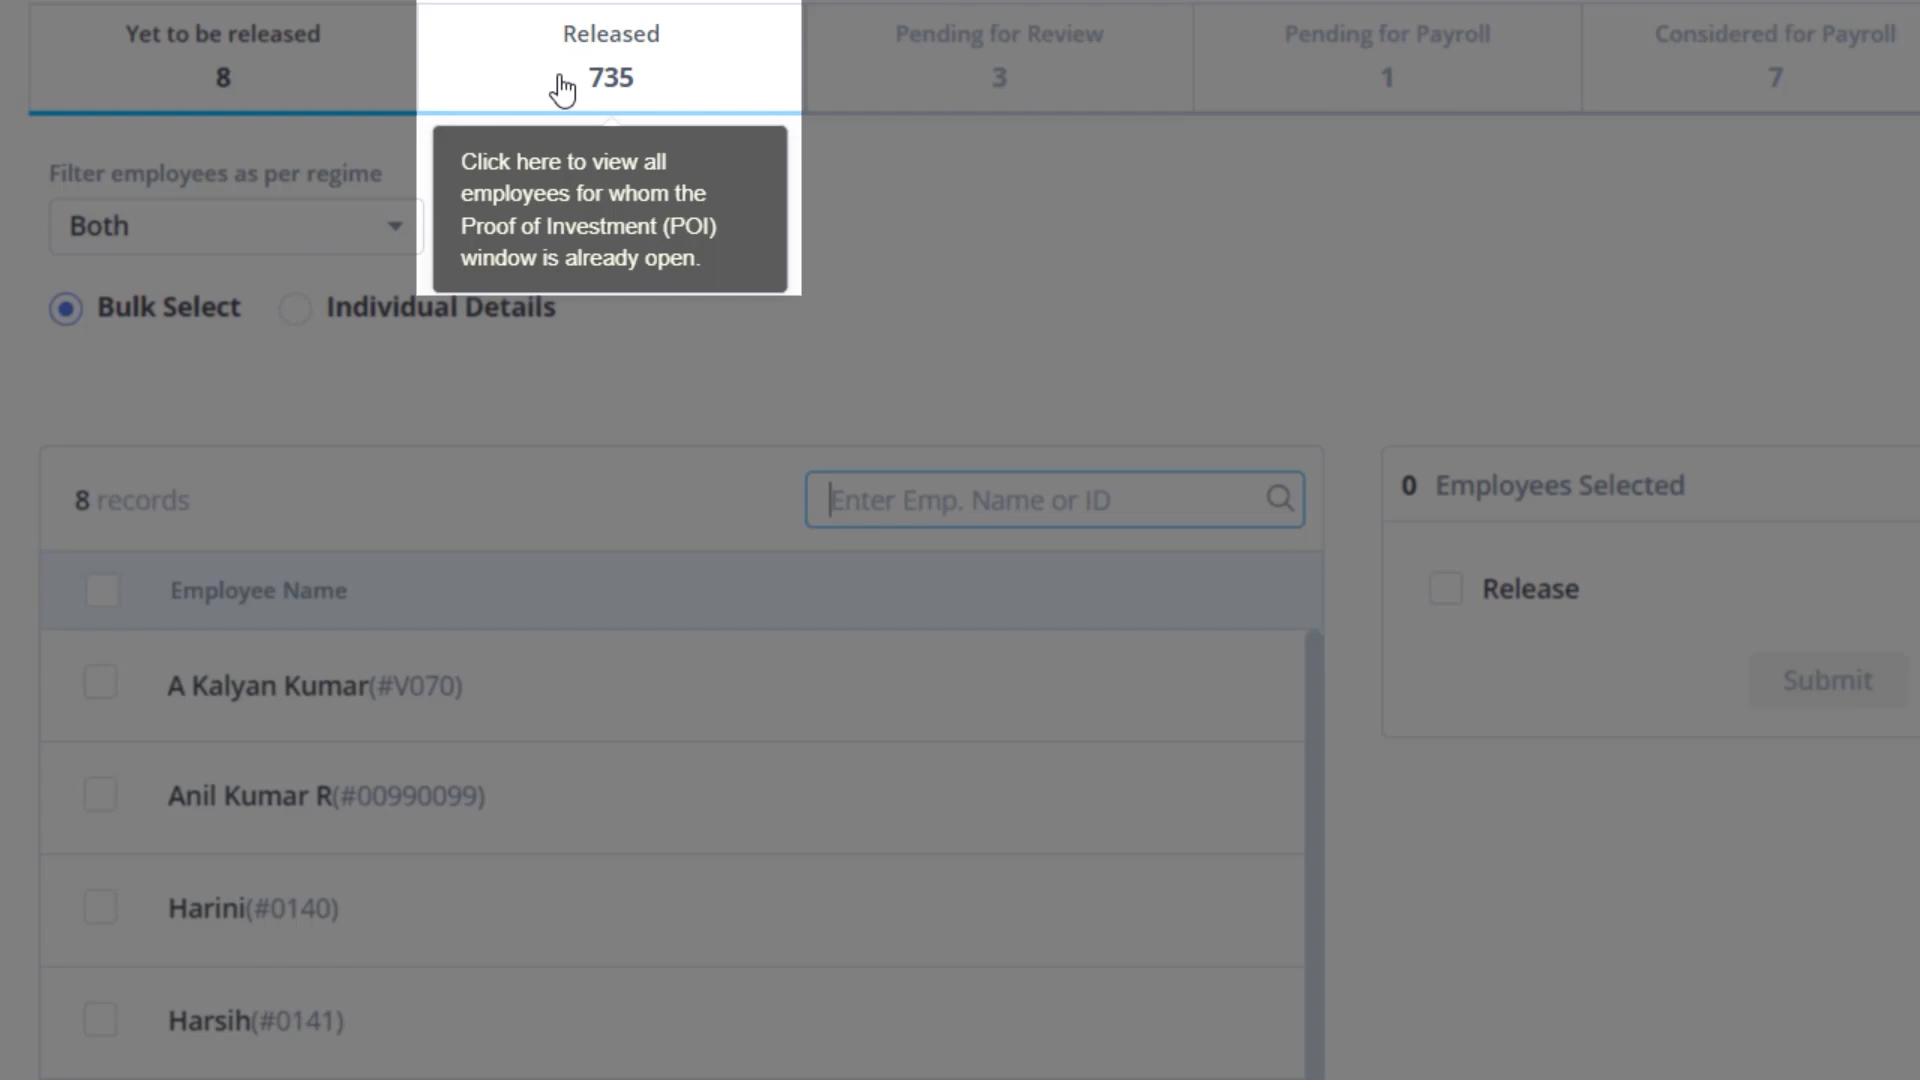 Yet to be released
8
Released
735
Pending for Review
3
Pending for Payroll
1
Considered for Payroll
7
Filter employees as per regime
Both
Click here to view all
employees for whom the
Proof of Investment (POI)
window is already open.
Bulk Select
Individual Details
8 records
Enter Emp. Name or ID
0 Employees Selected
Employee Name
Release
A Kalyan Kumar(#V070)
Submit
Anil Kumar R(#00990099)
Harini(#0140)
Harsih(#0141)